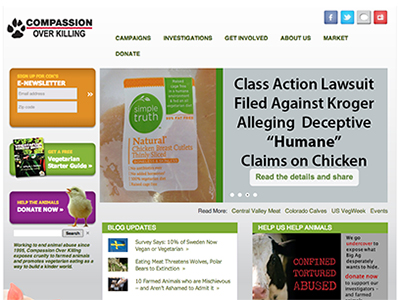 COMPASSION
OVER KILLING
CAMPAIGNS INVESTIGATIONS GET INVOLVED ABOUT US MARKET
DONATE
SIGN UP FOR COK'S
E-NEWSLETTER
Email address
Zip code
GET A FREE
Vegetarian
Starter Guide >
HELP THE ANIMALS
DONATE NOW >
Search
Working to end animal abuse since
1995, Compassion Over Killing
exposes cruelty to farmed animals
and promotes vegetarian eating as a
way to build a kinder world.
simple
truth
Natural
Chicken Breast Cutlets
Thinly Sliced
Class Action Lawsuit
Filed Against Kroger
Alleging Deceptive
“Humane”
Claims on Chicken
Read the details and share
Read More: Central Valley Meat Colorado Calves US VegWeek Events
BLOG UPDATES
Survey Says: 10% of Sweden Now
Vegan or Vegetarian >
Eating Meat Threatens Wolves, Polar
Bears to Extinction >
10 Farmed Animals who are Mischievous
– and Aren't Ashamed to Admit it >
HELP US HELP ANIMALS
CONFINED
TORTURED
ABUSED
We go
undercover to
expose what
Big Ag
desperately
wants to hide.
donate now
to support our
investigators -
and farmed